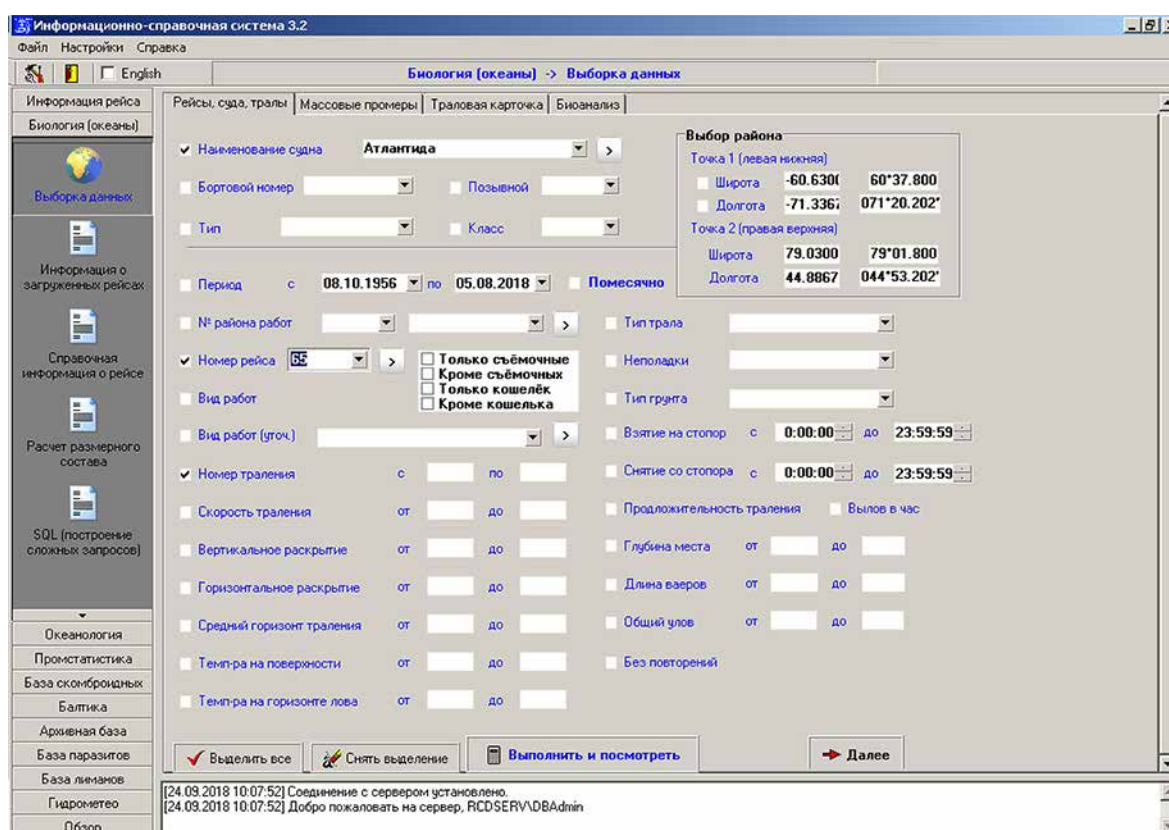 Информационно-справочная система 3.2
Файл Настройки Справка
English
Биология (океаны) -> Выборка данных
Информация рейса
Биология (океаны)
Выборка данных
Информация о
загруженных рейсах
Справочная
информация о рейсе
Расчет размерного
состава
SQL (построение
сложных запросов)
Океанология
Промстатистика
База скомброидных
Балтика
Архивная база
База паразитов
База лиманов
Гидрометео
Обзор
Рейсы, суда, тралы Массовые промеры Траловая карточка Биоанализ
Наименование судна Атлантида >
Бортовой номер Позывной
Тип Класс
Выбор района
Точка 1 (левая нижняя)
Широта -60.630( 60°37.800
Долгота -71.336 071°20.202'
Точка 2 (правая верхняя)
Широта 79.0300 79°01.800
Долгота 44.8867 044°53.202'
Период с 08.10.1956 по 05.08.2018 Помесячно
№ района работ > Тип трала
Номер рейса 65 > Неполадки
Только съёмочные
Кроме съёмочных
Только кошелёк
Кроме кошелька
Вид работ Тип грунта
Вид работ (уточ.) > Взятие на стопор с 0:00:00 до 23:59:59
Номер траления с по Снятие со стопора с 0:00:00 до 23:59:59
Скорость траления от до Продолжительность траления Вылов в час
Вертикальное раскрытие от до Глубина места от до
Горизонтальное раскрытие от до Длина ваеров от до
Средний горизонт траления от до Общий улов от до
Темп-ра на поверхности от до Без повторений
Темп-ра на горизонте лова от до
Выделить все Снять выделение Выполнить и посмотреть Далее
[24.09.2018 10:07:52] Соединение с сервером установлено.
[24.09.2018 10:07:52] Добро пожаловать на сервер, RCDSERV\DBAdmin